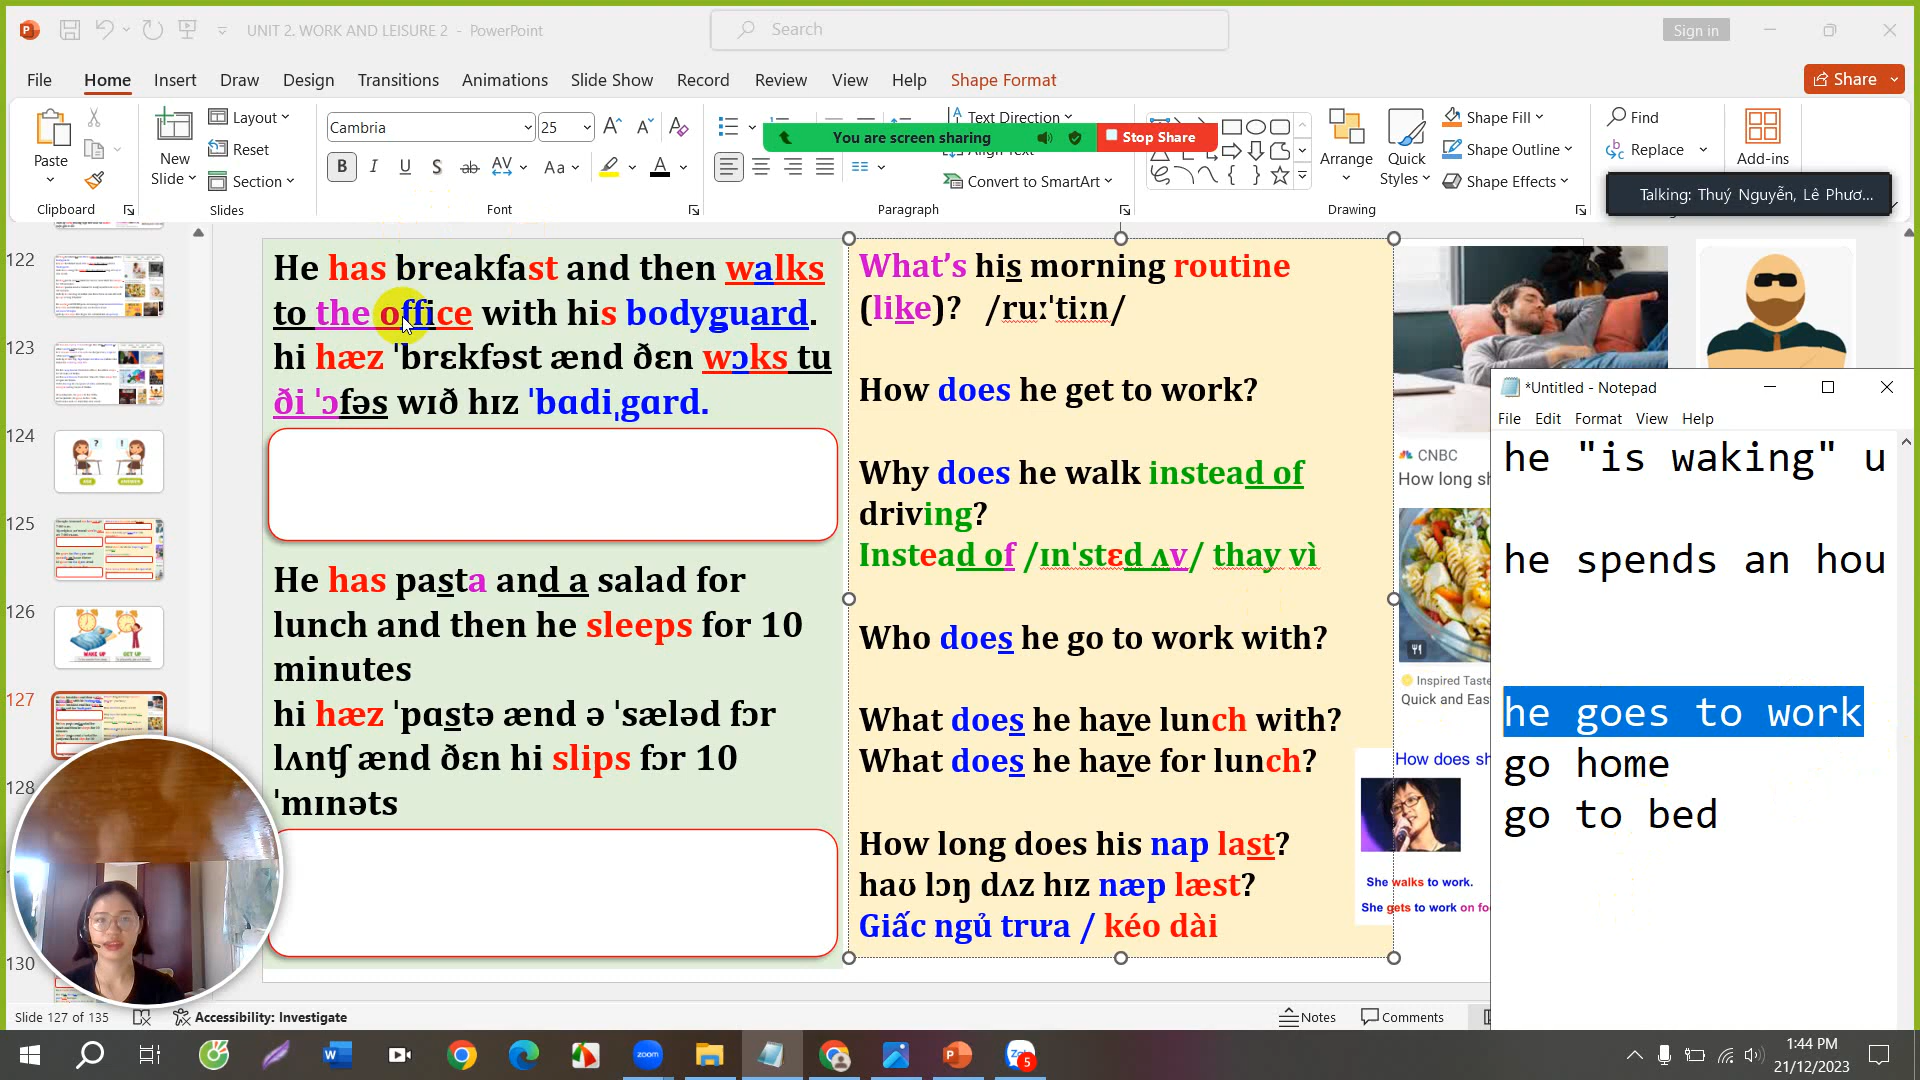 UNIT 2. WORK AND LEISURE 2 - PowerPoint
Search
Sign in
File Home Insert Draw Design Transitions Animations Slide Show Record Review View Help Shape Format
Share
Paste
Clipboard
New
Slide
Layout
Reset
Section
Slides
Cambria
25
Font
Text Direction
You are screen sharing
Stop Share
Convert to SmartArt
Paragraph
Arrange
Quick
Styles
Shape Fill
Shape Outline
Shape Effects
Drawing
Find
Replace
Add-ins
Talking: Thuý Nguyễn, Lê Phươ...
122
123
124
125
126
127
128
130
He has breakfast and then walks
to the office with his bodyguard.
hi hæz ˈbrɛkfəst ænd ðɛn wɔks tu
ði ˈɔfəs wɪð hɪz ˈbɑdiˌgɑrd.
He has pasta and a salad for
lunch and then he sleeps for 10
minutes
hi hæz ˈpɑstə ænd ə ˈsæləd fɔr
lʌnʧ ænd ðɛn hi slips fɔr 10
ˈmɪnəts
What’s his morning routine
(like)? /ruːˈtiːn/
How does he get to work?
Why does he walk instead of
driving?
Instead of /ɪnˈstɛd ʌv/ thay vì
Who does he go to work with?
What does he have lunch with?
What does he have for lunch?
How long does his nap last?
haʊ lɔŋ dʌz hɪz næp læst?
Giấc ngủ trưa / kéo dài
CNBC
How long sh
Inspired Taste
Quick and Eas
How does sh
She walks to work.
She gets to work on fo
*Untitled - Notepad
File Edit Format View Help
he "is waking" u
he spends an hou
he goes to work
go home
go to bed
Slide 127 of 135
Accessibility: Investigate
Notes
Comments
zoom
5
1:44 PM
21/12/2023